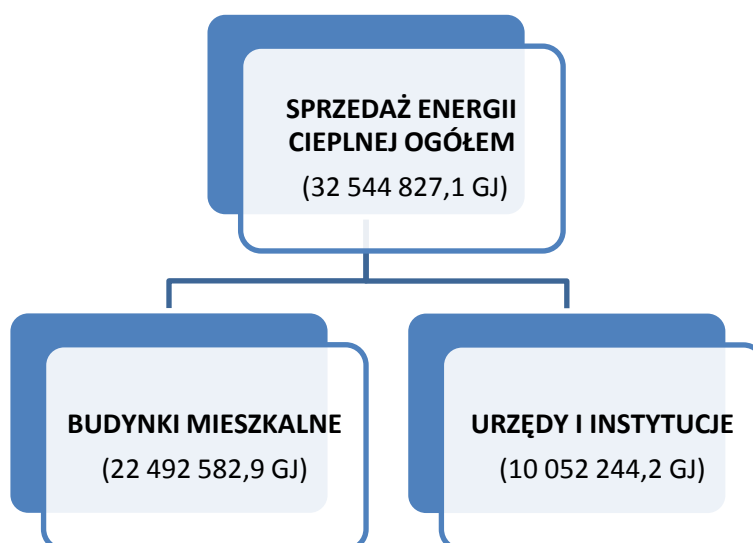 SPRZEDAŻ ENERGII
CIEPLNEJ OGÓŁEM
(32 544 827,1 GJ)
BUDYNKI MIESZKALNE
(22 492 582,9 GJ)
URZĘDY I INSTYTUCJE
(10 052 244,2 GJ)